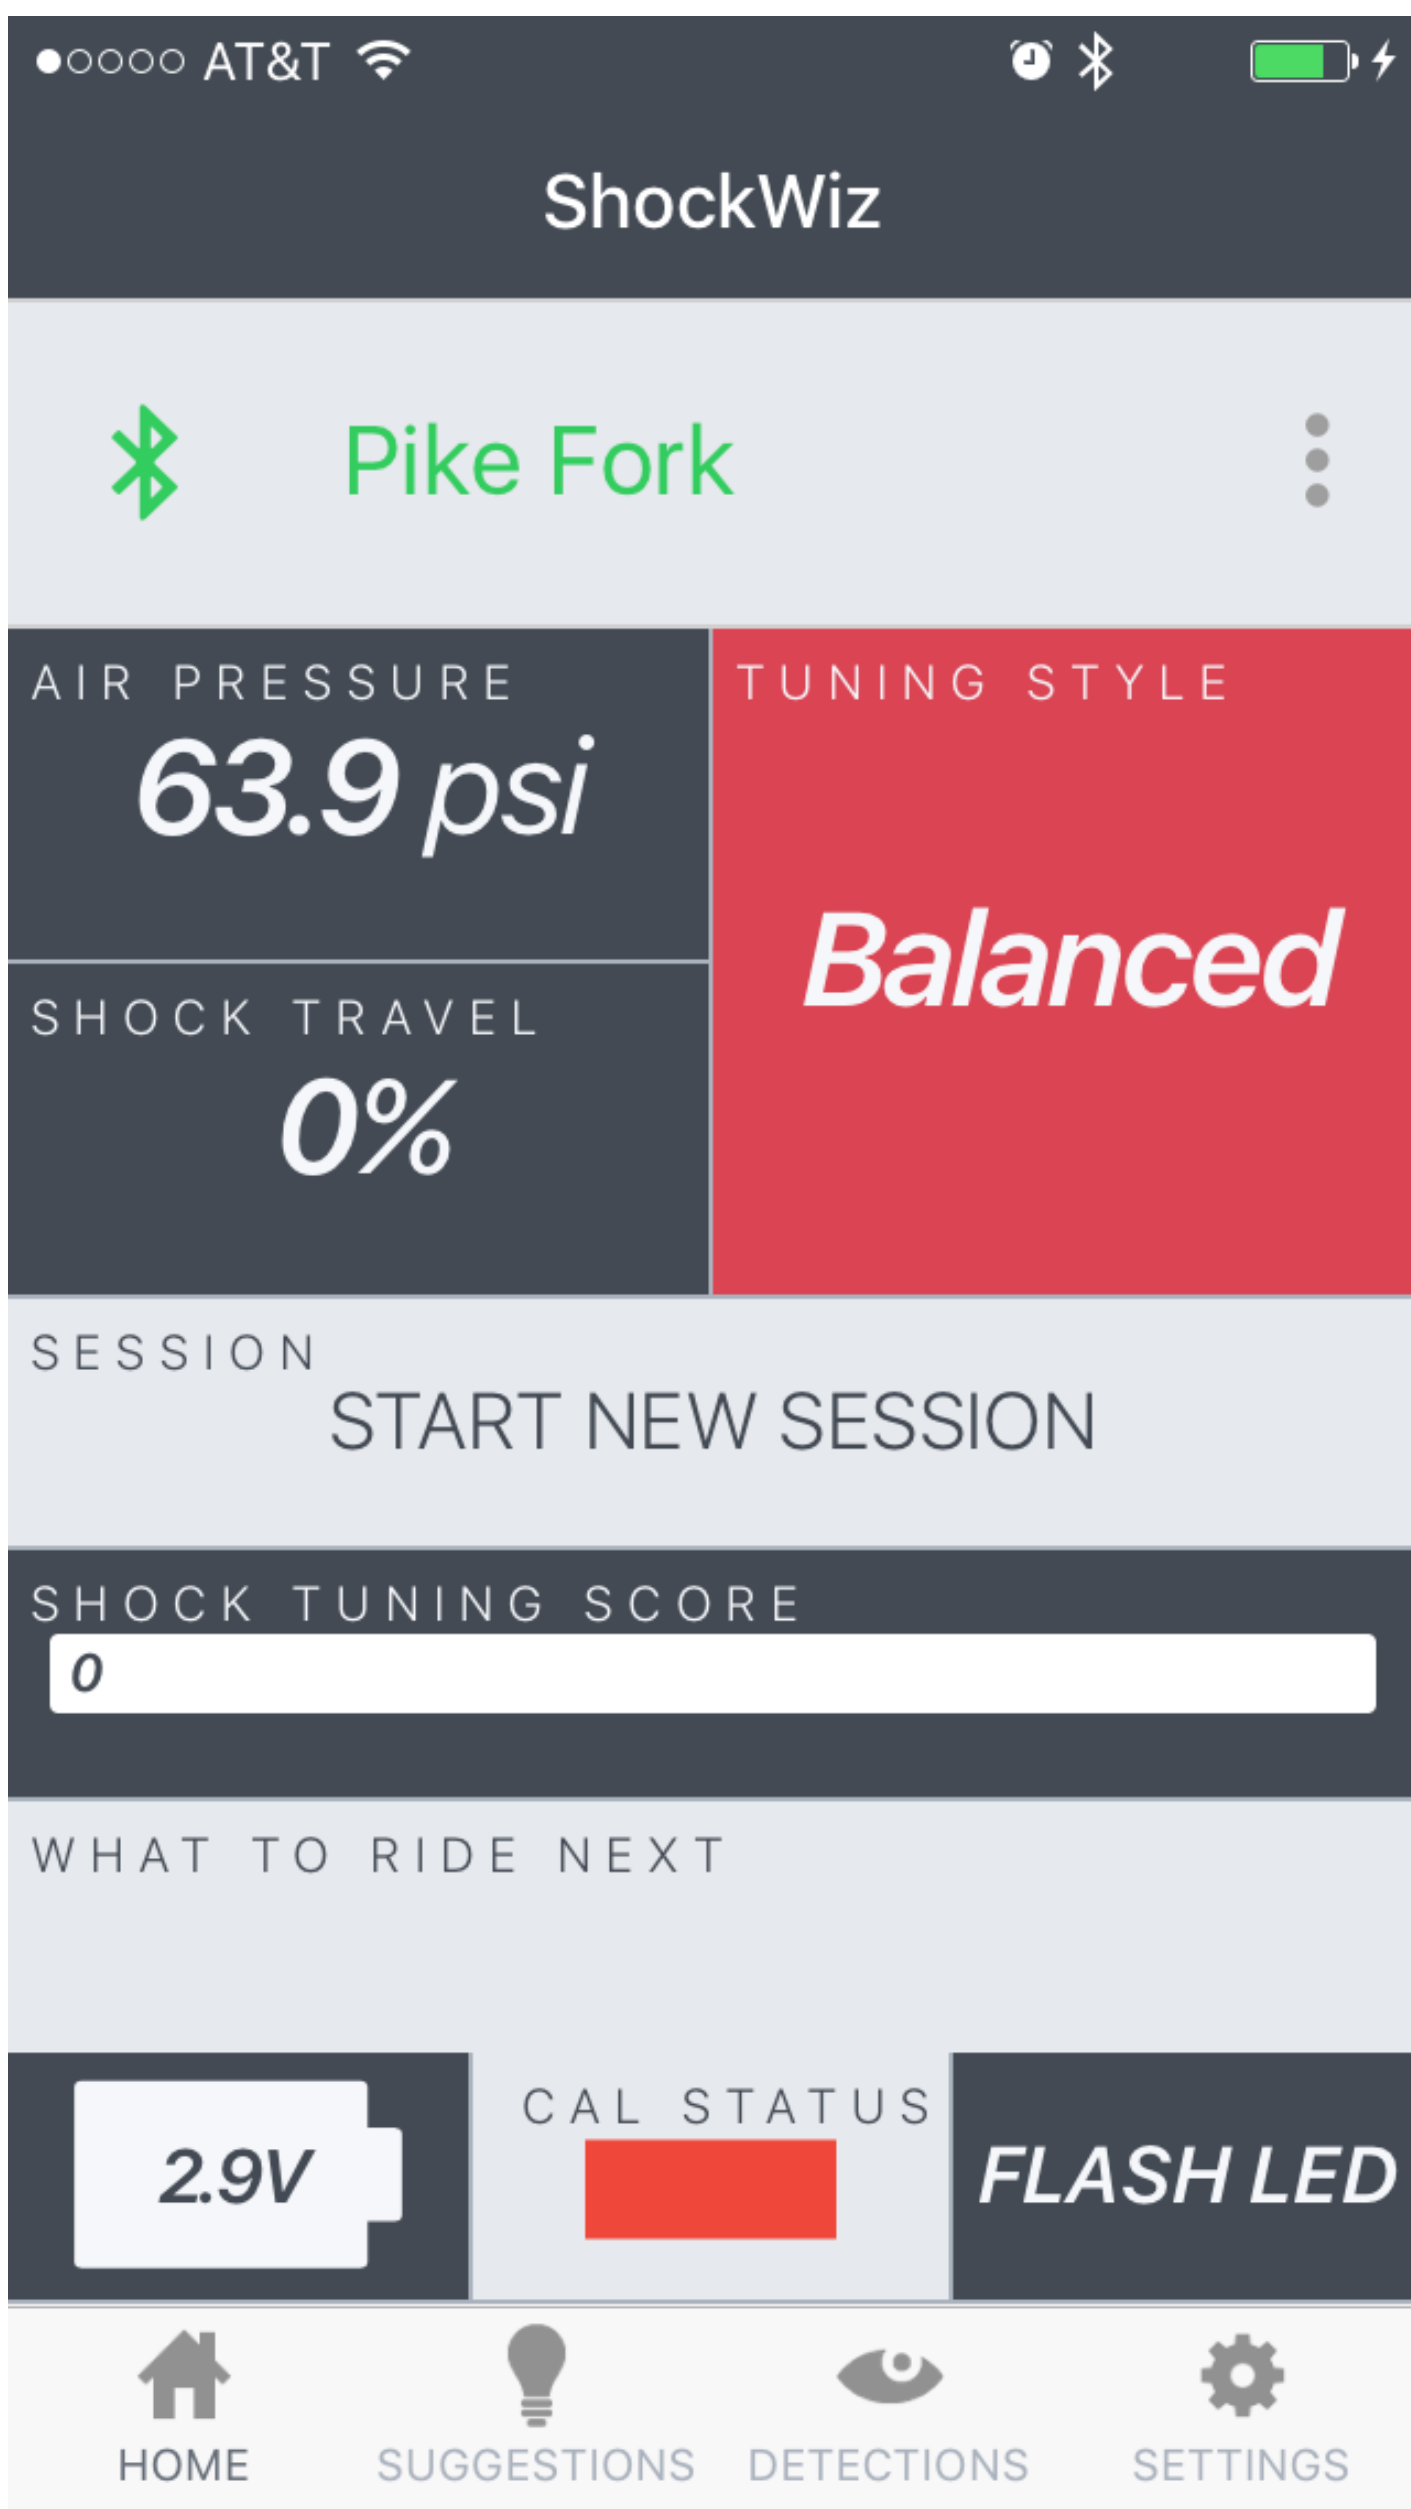 AT&T
ShockWiz
Pike Fork
AIR PRESSURE
63.9 psi
TUNING STYLE
Balanced
SHOCK TRAVEL
0%
SESSION
START NEW SESSION
SHOCK TUNING SCORE
0
WHAT TO RIDE NEXT
2.9V
CAL STATUS
FLASH LED
HOME
SUGGESTIONS
DETECTIONS
SETTINGS